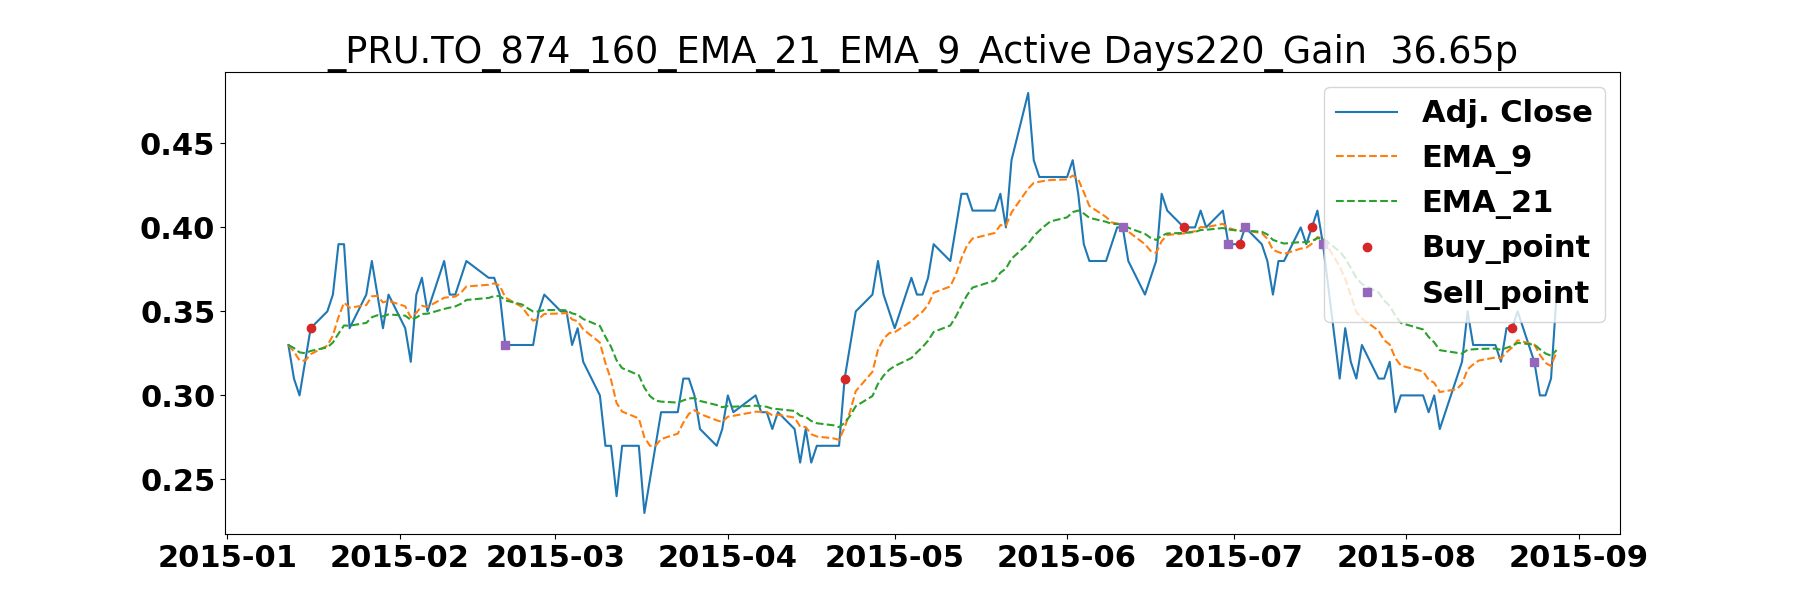 _PRU.TO_874_160_EMA_21_EMA_9_Active Days220_Gain  36.65p
Adj. Close
EMA_9
EMA_21
Buy_point
Sell_point
0.45
0.40
0.35
0.30
0.25
2015-01 2015-02 2015-03 2015-04 2015-05 2015-06 2015-07 2015-08 2015-09